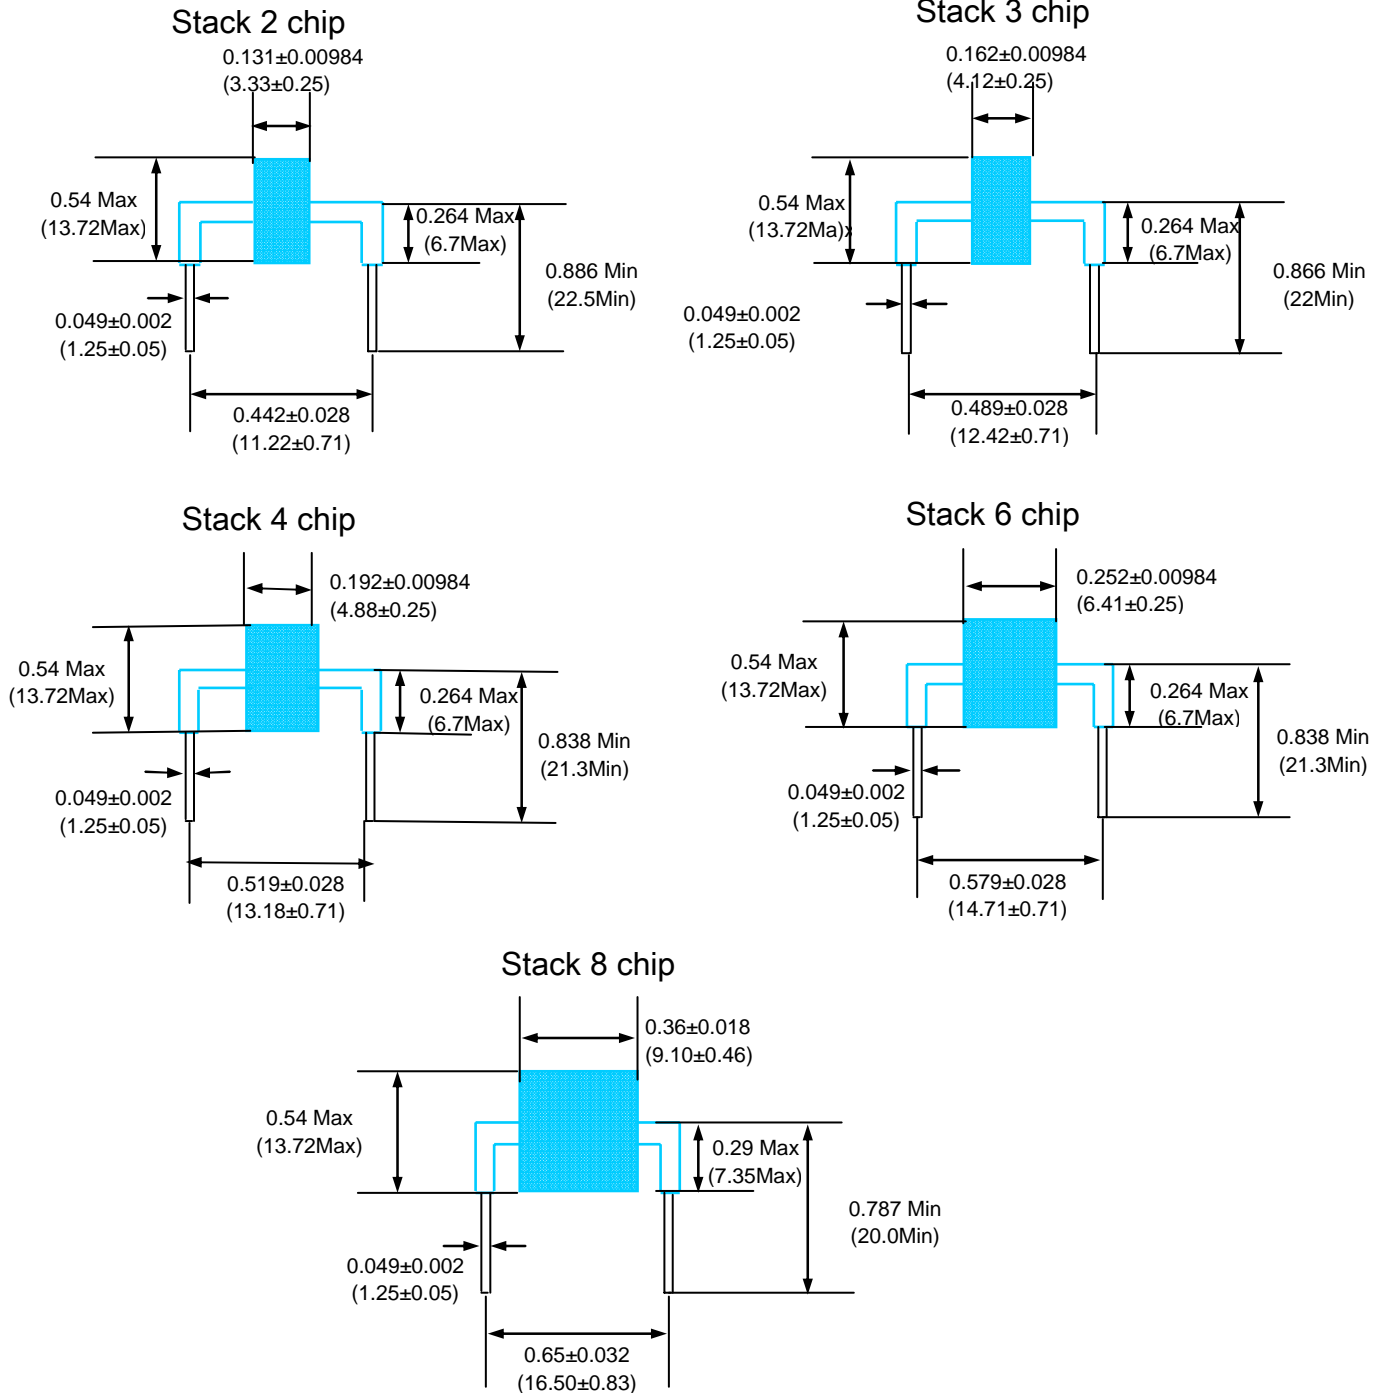 Stack 2 chip
0.131±0.00984
(3.33±0.25)
0.54 Max
(13.72Max)
0.264 Max
(6.7Max)
0.886 Min
(22.5Min)
0.049±0.002
(1.25±0.05)
0.442±0.028
(11.22±0.71)
Stack 3 chip
0.162±0.00984
(4.12±0.25)
0.54 Max
(13.72Max)
0.264 Max
(6.7Max)
0.866 Min
(22Min)
0.049±0.002
(1.25±0.05)
0.489±0.028
(12.42±0.71)
Stack 4 chip
0.192±0.00984
(4.88±0.25)
0.54 Max
(13.72Max)
0.264 Max
(6.7Max)
0.838 Min
(21.3Min)
0.049±0.002
(1.25±0.05)
0.519±0.028
(13.18±0.71)
Stack 6 chip
0.252±0.00984
(6.41±0.25)
0.54 Max
(13.72Max)
0.264 Max
(6.7Max)
0.838 Min
(21.3Min)
0.049±0.002
(1.25±0.05)
0.579±0.028
(14.71±0.71)
Stack 8 chip
0.36±0.018
(9.10±0.46)
0.54 Max
(13.72Max)
0.29 Max
(7.35Max)
0.787 Min
(20.0Min)
0.049±0.002
(1.25±0.05)
0.65±0.032
(16.50±0.83)